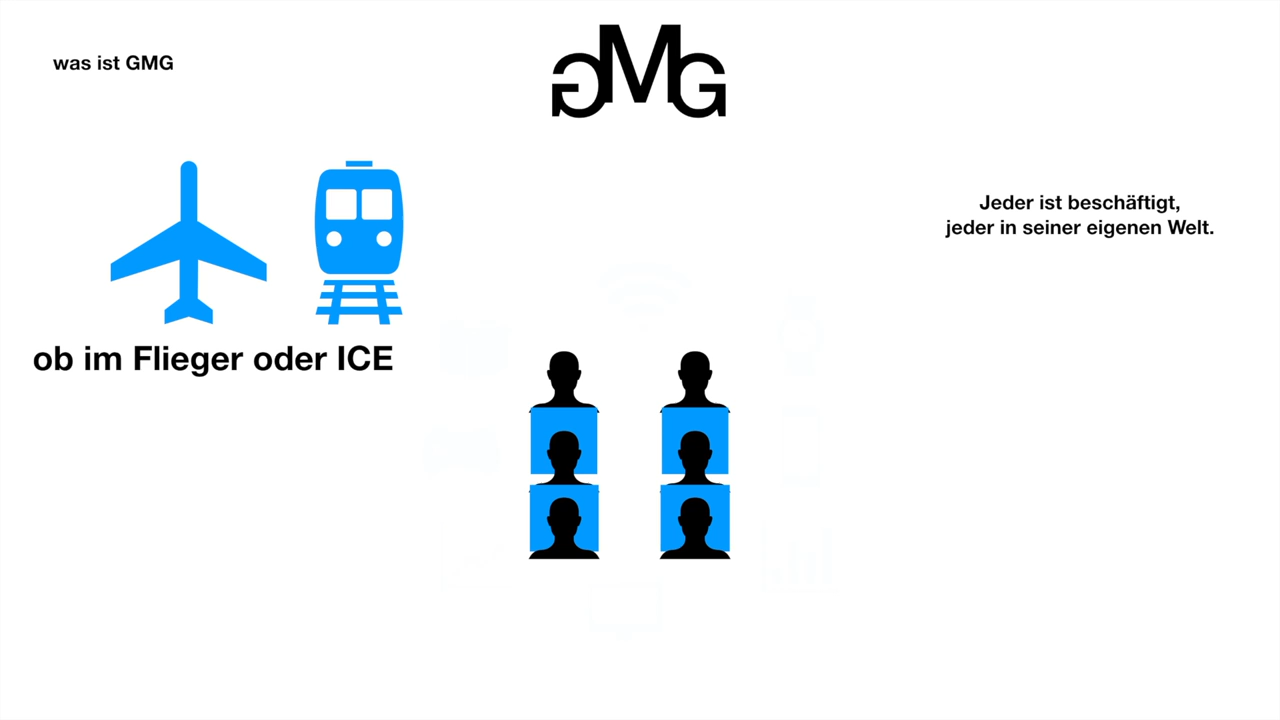 was ist GMG
GMG
Jeder ist beschäftigt,
jeder in seiner eigenen Welt.
ob im Flieger oder ICE